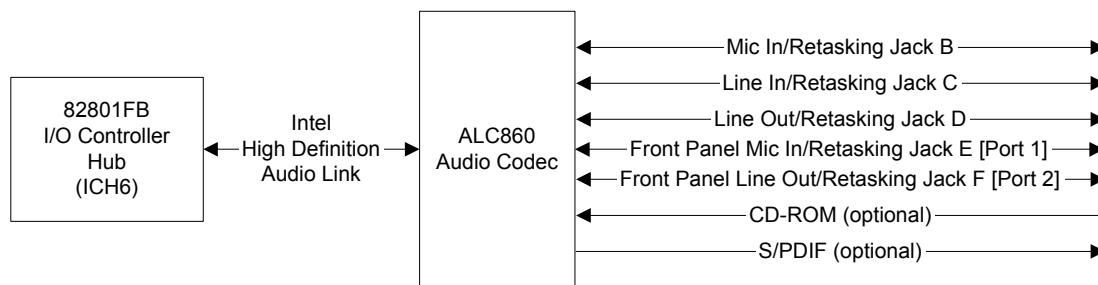 82801FB
I/O Controller
Hub
(ICH6)
Intel
High Definition
Audio Link
ALC860
Audio Codec
Mic In/Retasking Jack B
Line In/Retasking Jack C
Line Out/Retasking Jack D
Front Panel Mic In/Retasking Jack E [Port 1]
Front Panel Line Out/Retasking Jack F [Port 2]
CD-ROM (optional)
S/PDIF (optional)